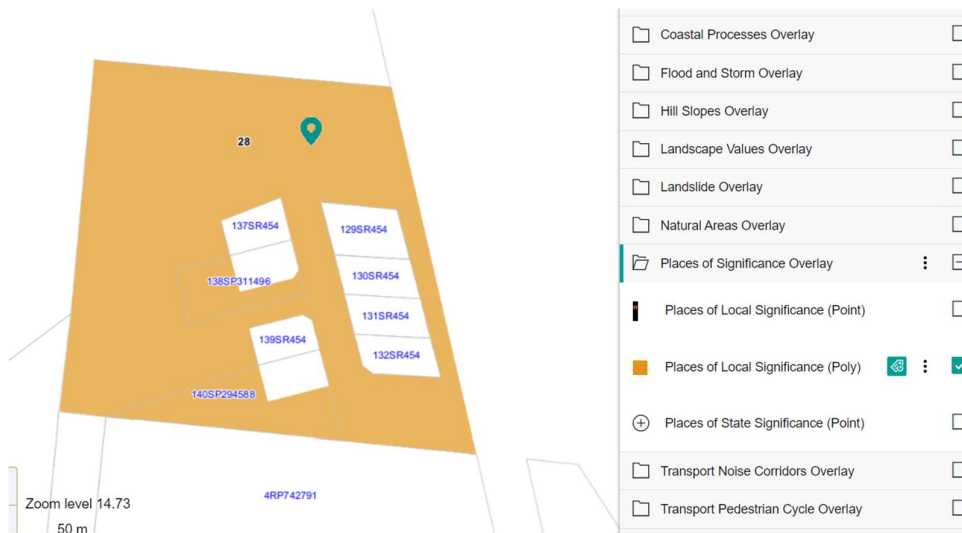 28
137SR454
129SR454
138SP311496
130SR454
131SR454
139SR454
132SR454
140SP294588
4RP742791
Zoom level 14.73
50 m
Coastal Processes Overlay
Flood and Storm Overlay
Hill Slopes Overlay
Landscape Values Overlay
Landslide Overlay
Natural Areas Overlay
Places of Significance Overlay
Places of Local Significance (Point)
Places of Local Significance (Poly)
Places of State Significance (Point)
Transport Noise Corridors Overlay
Transport Pedestrian Cycle Overlay